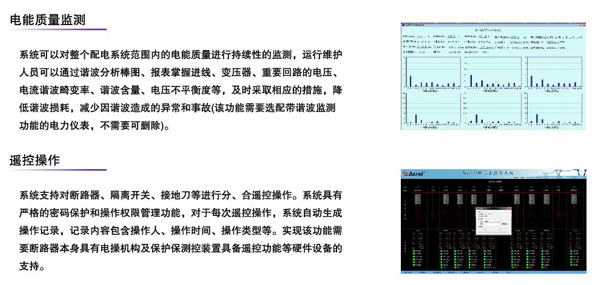 电能质量监测
系统可以对整个配电系统范围内的电能质量进行持续性的监测，运行维护
人员可以通过谐波分析棒图、报表掌握进线、变压器、重要回路的电压、
电流谐波畸变率、谐波含量、电压不平衡度等，及时采取相应的措施，降
低谐波损耗，减少因谐波造成的异常和事故(该功能需要选配带谐波监测
功能的电力仪表，不需要可删除)。
遥控操作
系统支持对断路器、隔离开关、接地刀等进行分、合遥控操作。系统具有
严格的密码保护和操作权限管理功能，对于每次遥控操作，系统自动生成
操作记录，记录内容包含操作人、操作时间、操作类型等。实现该功能需
要断路器本身具有电操机构及保护保测控装置具备遥控功能等硬件设备的
支持。
Acrel